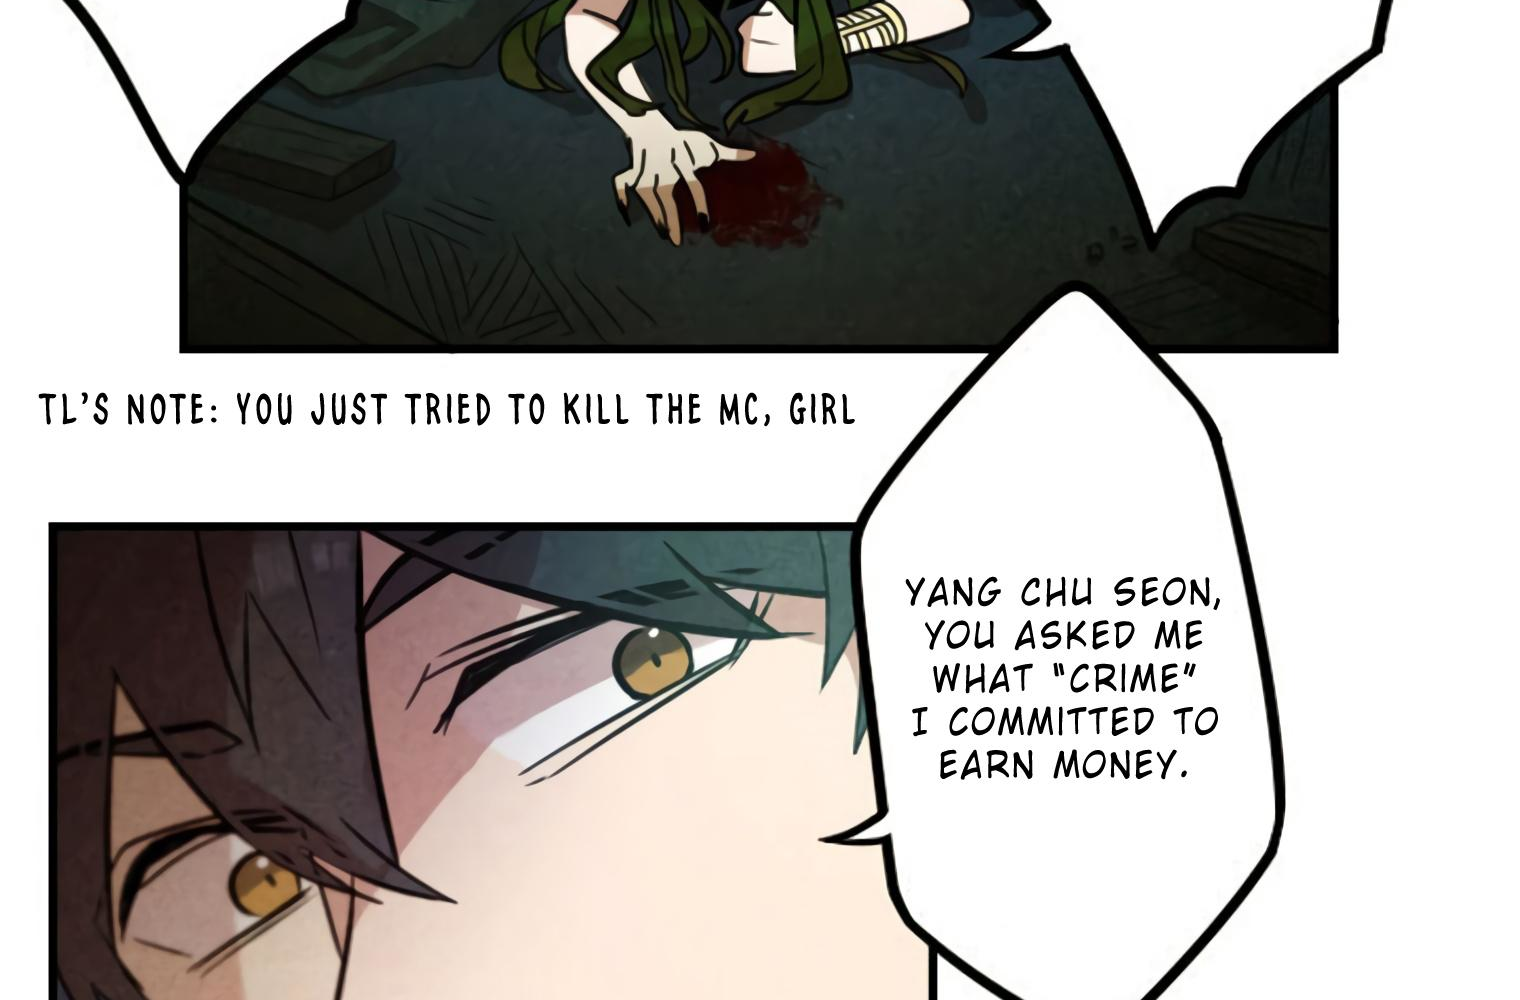 TL'S NOTE: YOU JUST TRIED TO KILL THE MC, GIRL
YANG CHU SEON,
YOU ASKED ME
WHAT "CRIME"
I COMMITTED TO
EARN MONEY.